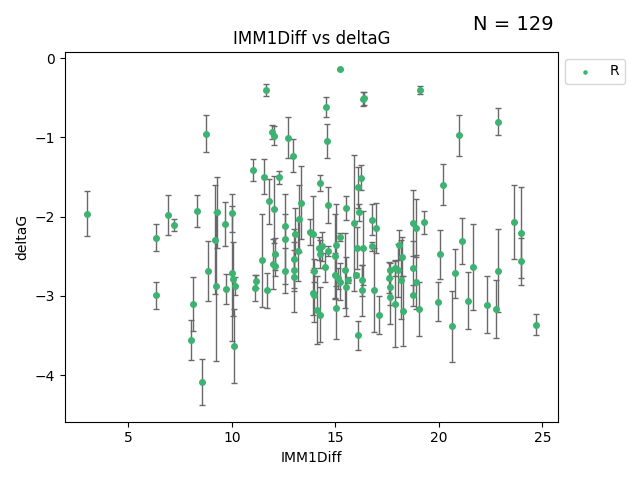 N = 129
IMM1Diff vs deltaG
R
deltaG
0
−1
−2
−3
−4
5 10 15 20 25
IMM1Diff